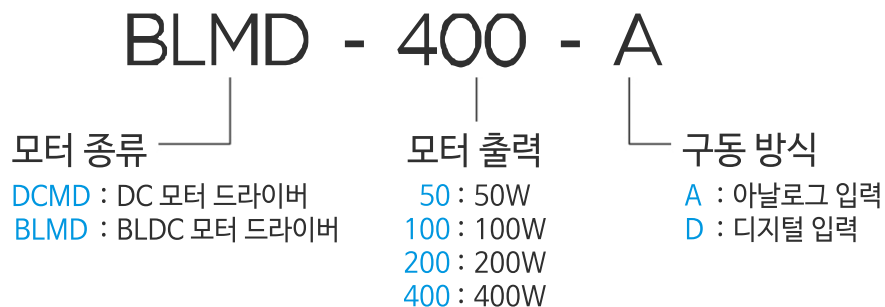 BLMD - 400 - A
모터 종류
DCMD : DC 모터 드라이버
BLMD : BLDC 모터 드라이버
모터 출력
50 : 50W
100 : 100W
200 : 200W
400 : 400W
구동 방식
A : 아날로그 입력
D : 디지털 입력